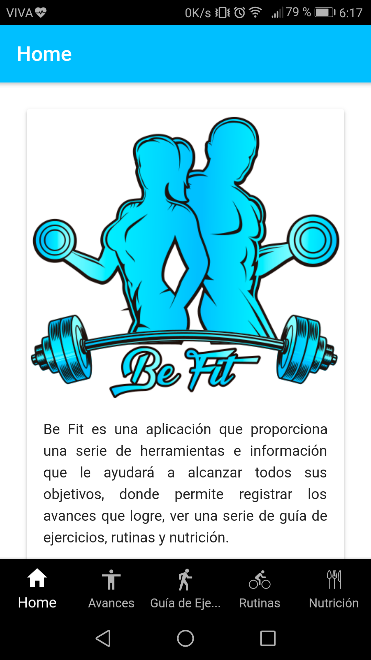 VIVA 0K/s 79 % 6:17
Home
Be Fit
Be Fit es una aplicación que proporciona
una serie de herramientas e información
que le ayudará a alcanzar todos sus
objetivos, donde permite registrar los
avances que logre, ver una serie de guía de
ejercicios, rutinas y nutrición.
Home Avances Guía de Eje... Rutinas Nutrición